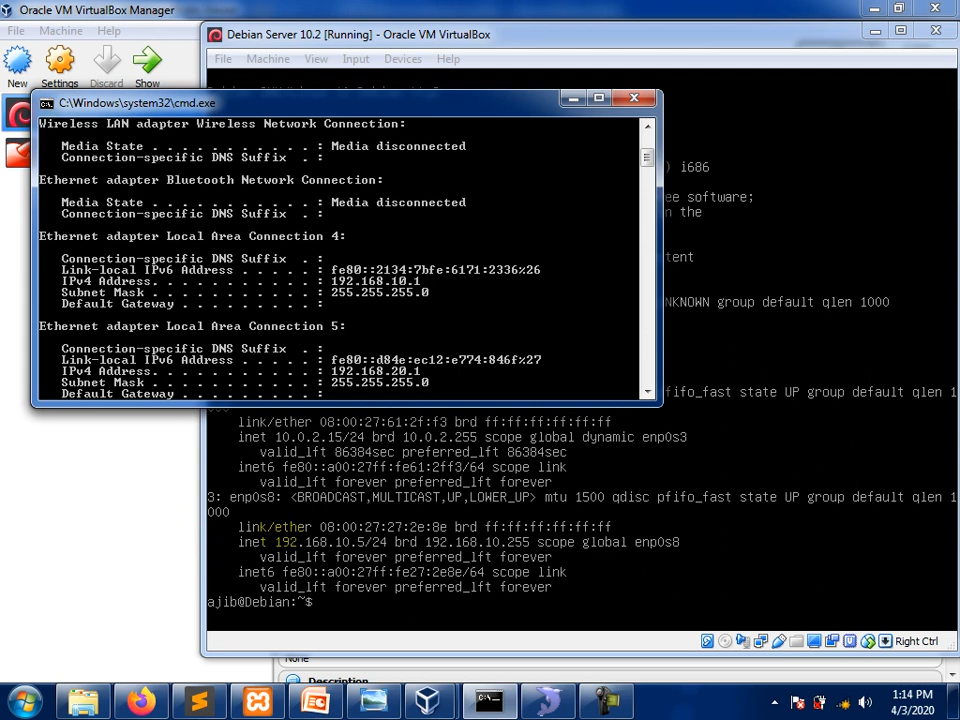 Oracle VM VirtualBox Manager
File Machine Help
New Settings Discard Show
Debian Server 10.2 [Running] - Oracle VM VirtualBox
File Machine View Input Devices Help
C:\Windows\system32\cmd.exe
Wireless LAN adapter Wireless Network Connection:
Media State . . . . . . . . . . . : Media disconnected
Connection-specific DNS Suffix . :
Ethernet adapter Bluetooth Network Connection:
Media State . . . . . . . . . . . : Media disconnected
Connection-specific DNS Suffix . :
Ethernet adapter Local Area Connection 4:
Connection-specific DNS Suffix . :
Link-local IPv6 Address . . . . . : fe80::2134:7bfe:6171:2336%26
IPv4 Address. . . . . . . . . . . : 192.168.10.1
Subnet Mask . . . . . . . . . . . : 255.255.255.0
Default Gateway . . . . . . . . . :
Ethernet adapter Local Area Connection 5:
Connection-specific DNS Suffix . :
Link-local IPv6 Address . . . . . : fe80::d84e:ec12:e774:846f%27
IPv4 Address. . . . . . . . . . . : 192.168.20.1
Subnet Mask . . . . . . . . . . . : 255.255.255.0
Default Gateway . . . . . . . . . :
) i686
ee software;
n the
tent
NKNOWN group default qlen 1000
pfifo_fast state UP group default qlen 1
000
link/ether 08:00:27:61:2f:f3 brd ff:ff:ff:ff:ff:ff
inet 10.0.2.15/24 brd 10.0.2.255 scope global dynamic enp0s3
valid_lft 86384sec preferred_lft 86384sec
inet6 fe80::a00:27ff:fe61:2ff3/64 scope link
valid_lft forever preferred_lft forever
3: enp0s8: <BROADCAST,MULTICAST,UP,LOWER_UP> mtu 1500 qdisc pfifo_fast state UP group default qlen 1
000
link/ether 08:00:27:27:2e:8e brd ff:ff:ff:ff:ff:ff
inet 192.168.10.5/24 brd 192.168.10.255 scope global enp0s8
valid_lft forever preferred_lft forever
inet6 fe80::a00:27ff:fe27:2e8e/64 scope link
valid_lft forever preferred_lft forever
ajib@Debian:~$
Right Ctrl
None
Description
1:14 PM
4/3/2020